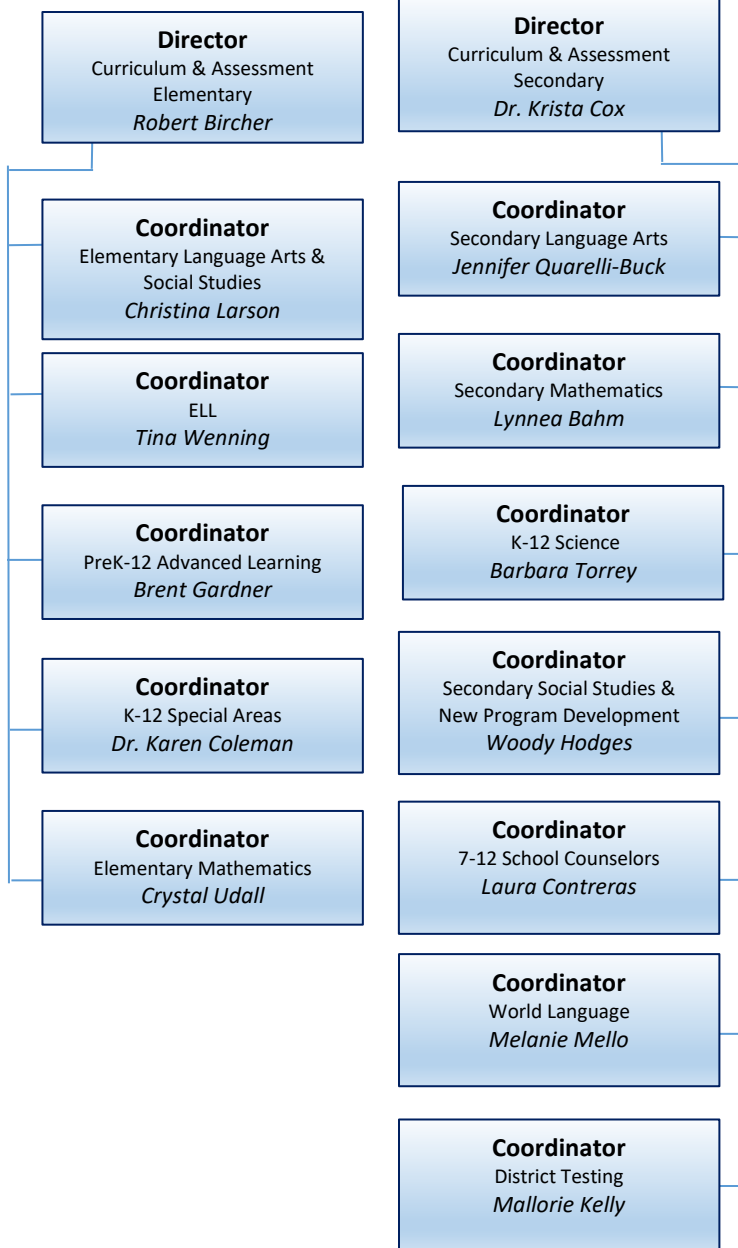 Director
Curriculum & Assessment
Elementary
Robert Bircher
Coordinator
Elementary Language Arts &
Social Studies
Christina Larson
Coordinator
ELL
Tina Wenning
Coordinator
PreK-12 Advanced Learning
Brent Gardner
Coordinator
K-12 Special Areas
Dr. Karen Coleman
Coordinator
Elementary Mathematics
Crystal Udall
Director
Curriculum & Assessment
Secondary
Dr. Krista Cox
Coordinator
Secondary Language Arts
Jennifer Quarelli-Buck
Coordinator
Secondary Mathematics
Lynnea Bahm
Coordinator
K-12 Science
Barbara Torrey
Coordinator
Secondary Social Studies &
New Program Development
Woody Hodges
Coordinator
7-12 School Counselors
Laura Contreras
Coordinator
World Language
Melanie Mello
Coordinator
District Testing
Mallorie Kelly